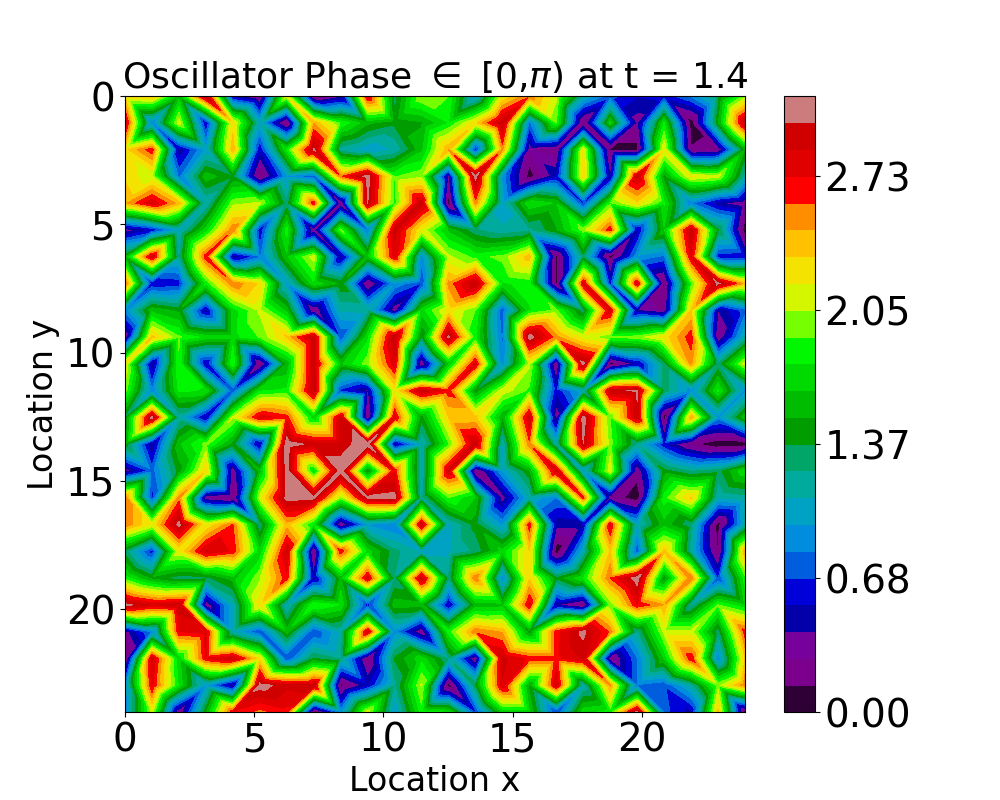 Oscillator Phase ∈ [0,π) at t = 1.4
Location y
0
5
10
15
20
0 5 10 15 20
Location x
2.73
2.05
1.37
0.68
0.00